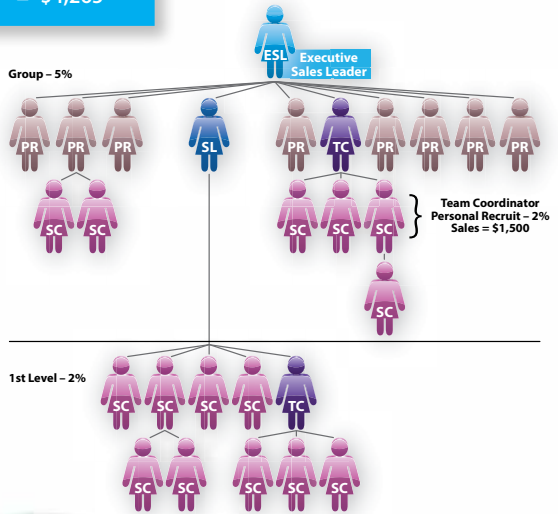 ESL
Executive
Sales Leader
Group – 5%
PR PR PR SL PR TC PR PR PR PR
SC SC SC SC SC
Team Coordinator
Personal Recruit – 2%
Sales = $1,500
SC
1st Level – 2%
SC SC SC SC TC
SC SC SC SC SC